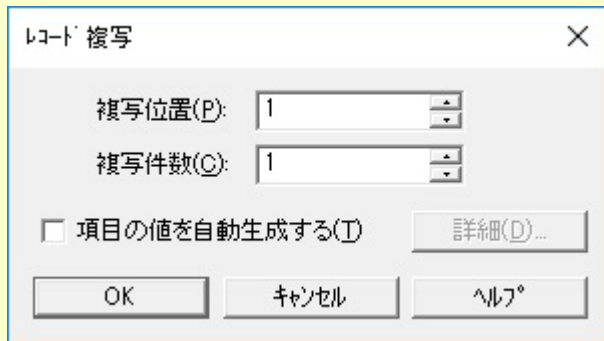 ﾚｺｰﾄﾞ複写
複写位置(P): 1
複写件数(C): 1
項目の値を自動生成する(T) 詳細(D)...
OK ｷｬﾝｾﾙ ﾍﾙﾌﾟ